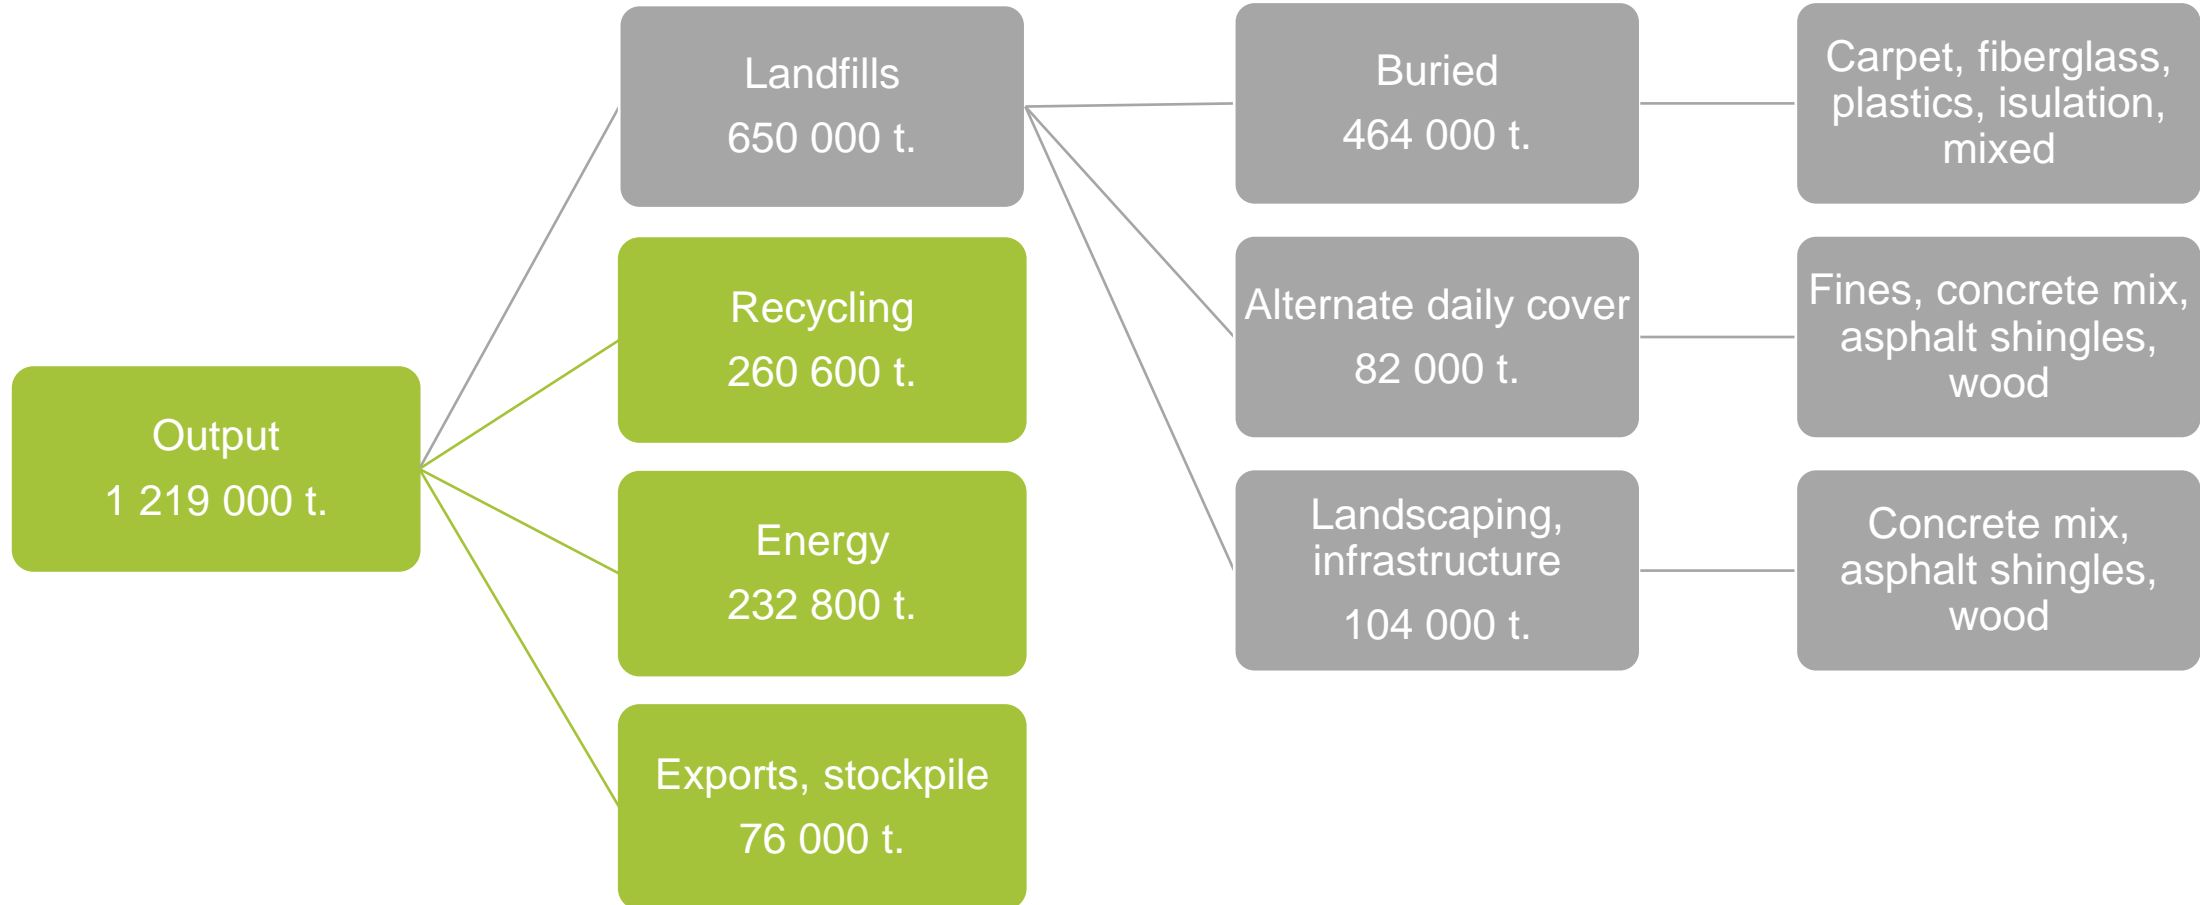 Output
1 219 000 t.
Landfills
650 000 t.
Recycling
260 600 t.
Energy
232 800 t.
Exports, stockpile
76 000 t.
Buried
464 000 t.
Alternate daily cover
82 000 t.
Landscaping,
infrastructure
104 000 t.
Carpet, fiberglass,
plastics, isulation,
mixed
Fines, concrete mix,
asphalt shingles,
wood
Concrete mix,
asphalt shingles,
wood